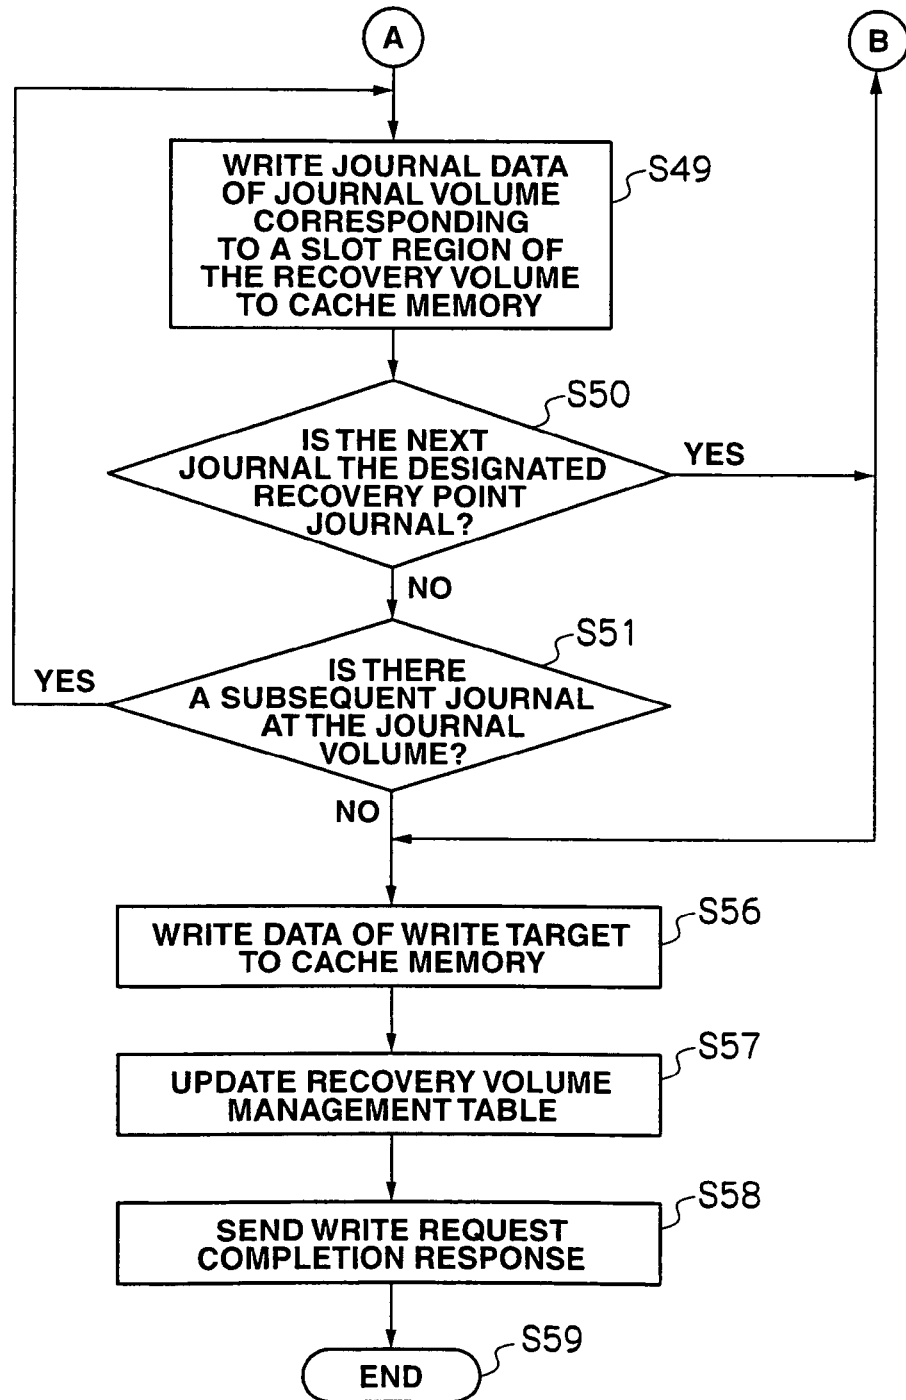 A
B
WRITE JOURNAL DATA
OF JOURNAL VOLUME
CORRESPONDING
TO A SLOT REGION OF
THE RECOVERY VOLUME
TO CACHE MEMORY
S49
S50
IS THE NEXT
JOURNAL THE DESIGNATED
RECOVERY POINT
JOURNAL?
YES
NO
S51
IS THERE
A SUBSEQUENT JOURNAL
AT THE JOURNAL
VOLUME?
YES
NO
S56
WRITE DATA OF WRITE TARGET
TO CACHE MEMORY
S57
UPDATE RECOVERY VOLUME
MANAGEMENT TABLE
S58
SEND WRITE REQUEST
COMPLETION RESPONSE
S59
END